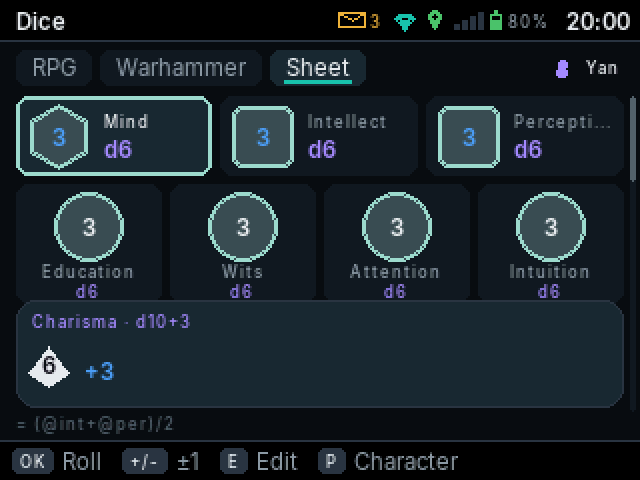 Dice 3 80% 20:00
RPG Warhammer Sheet Yan
3 Mind d6 3 Intellect d6 3 Percepti... d6
3 3 3 3
Education Wits Attention Intuition
d6 d6 d6 d6
Charisma · d10+3
6 +3
= (@int+@per)/2
OK Roll +/- ±1 E Edit P Character